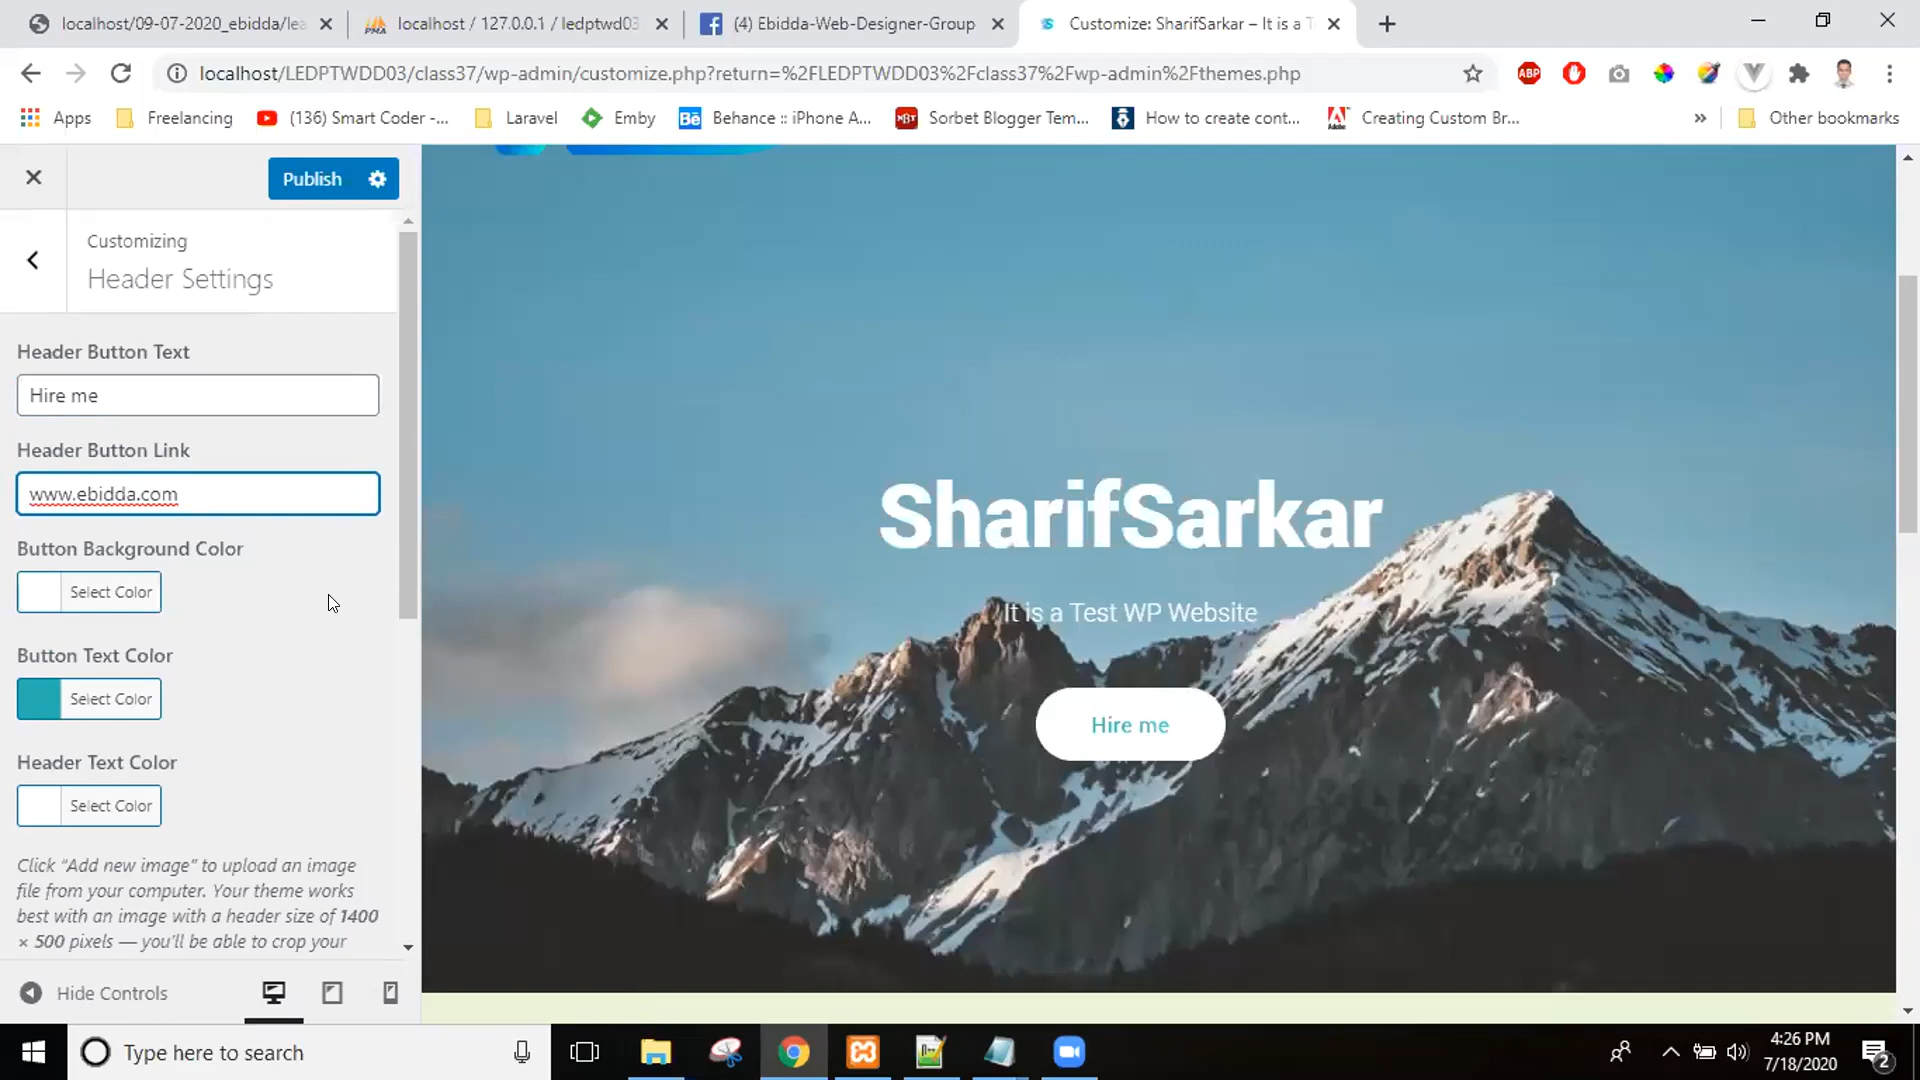 localhost/09-07-2020_ebidda/lea
localhost / 127.0.0.1 / ledptwd03
(4) Ebidda-Web-Designer-Group
Customize: SharifSarkar – It is a T
localhost/LEDPTWDD03/class37/wp-admin/customize.php?return=%2FLEDPTWDD03%2Fclass37%2Fwp-admin%2Fthemes.php
ABP
Apps
Freelancing
(136) Smart Coder -...
Laravel
Emby
Behance :: iPhone A...
Sorbet Blogger Tem...
How to create cont...
Creating Custom Br...
Other bookmarks
Publish
Customizing
Header Settings
Header Button Text
Hire me
Header Button Link
www.ebidda.com
Button Background Color
Select Color
Button Text Color
Select Color
Header Text Color
Select Color
Click “Add new image” to upload an image
file from your computer. Your theme works
best with an image with a header size of 1400
× 500 pixels — you’ll be able to crop your
Hide Controls
SharifSarkar
It is a Test WP Website
Hire me
Type here to search
4:26 PM
7/18/2020
2